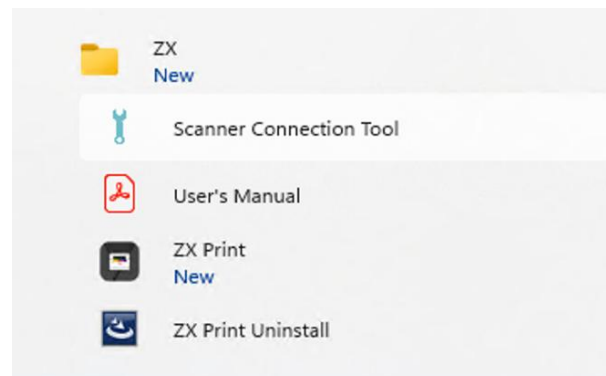 ZX
New
Scanner Connection Tool
User's Manual
ZX Print
New
ZX Print Uninstall